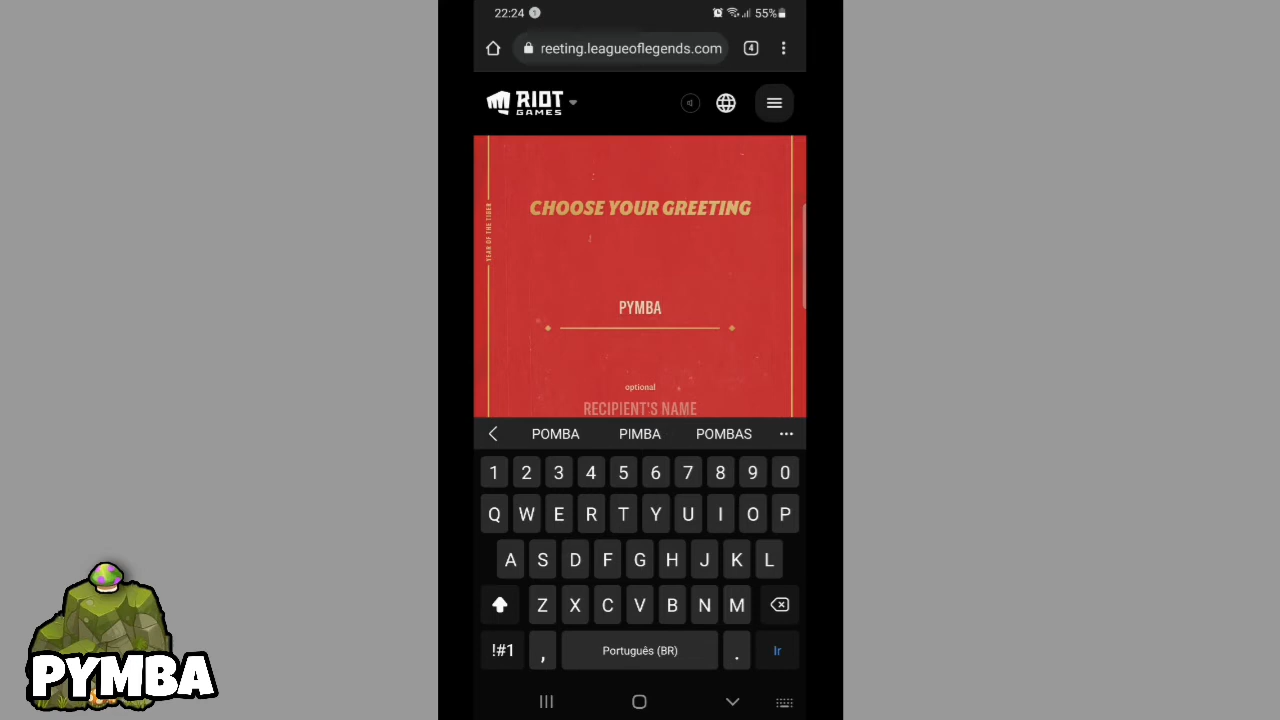 22:24
55%
reeting.leagueoflegends.com
4
RIOT
GAMES
YEAR OF THE TIGER
CHOOSE YOUR GREETING
PYMBA
optional
RECIPIENT'S NAME
POMBA PIMBA POMBAS
1 2 3 4 5 6 7 8 9 0
Q W E R T Y U I O P
A S D F G H J K L
Z X C V B N M
!#1 , Português (BR) . Ir
PYMBA